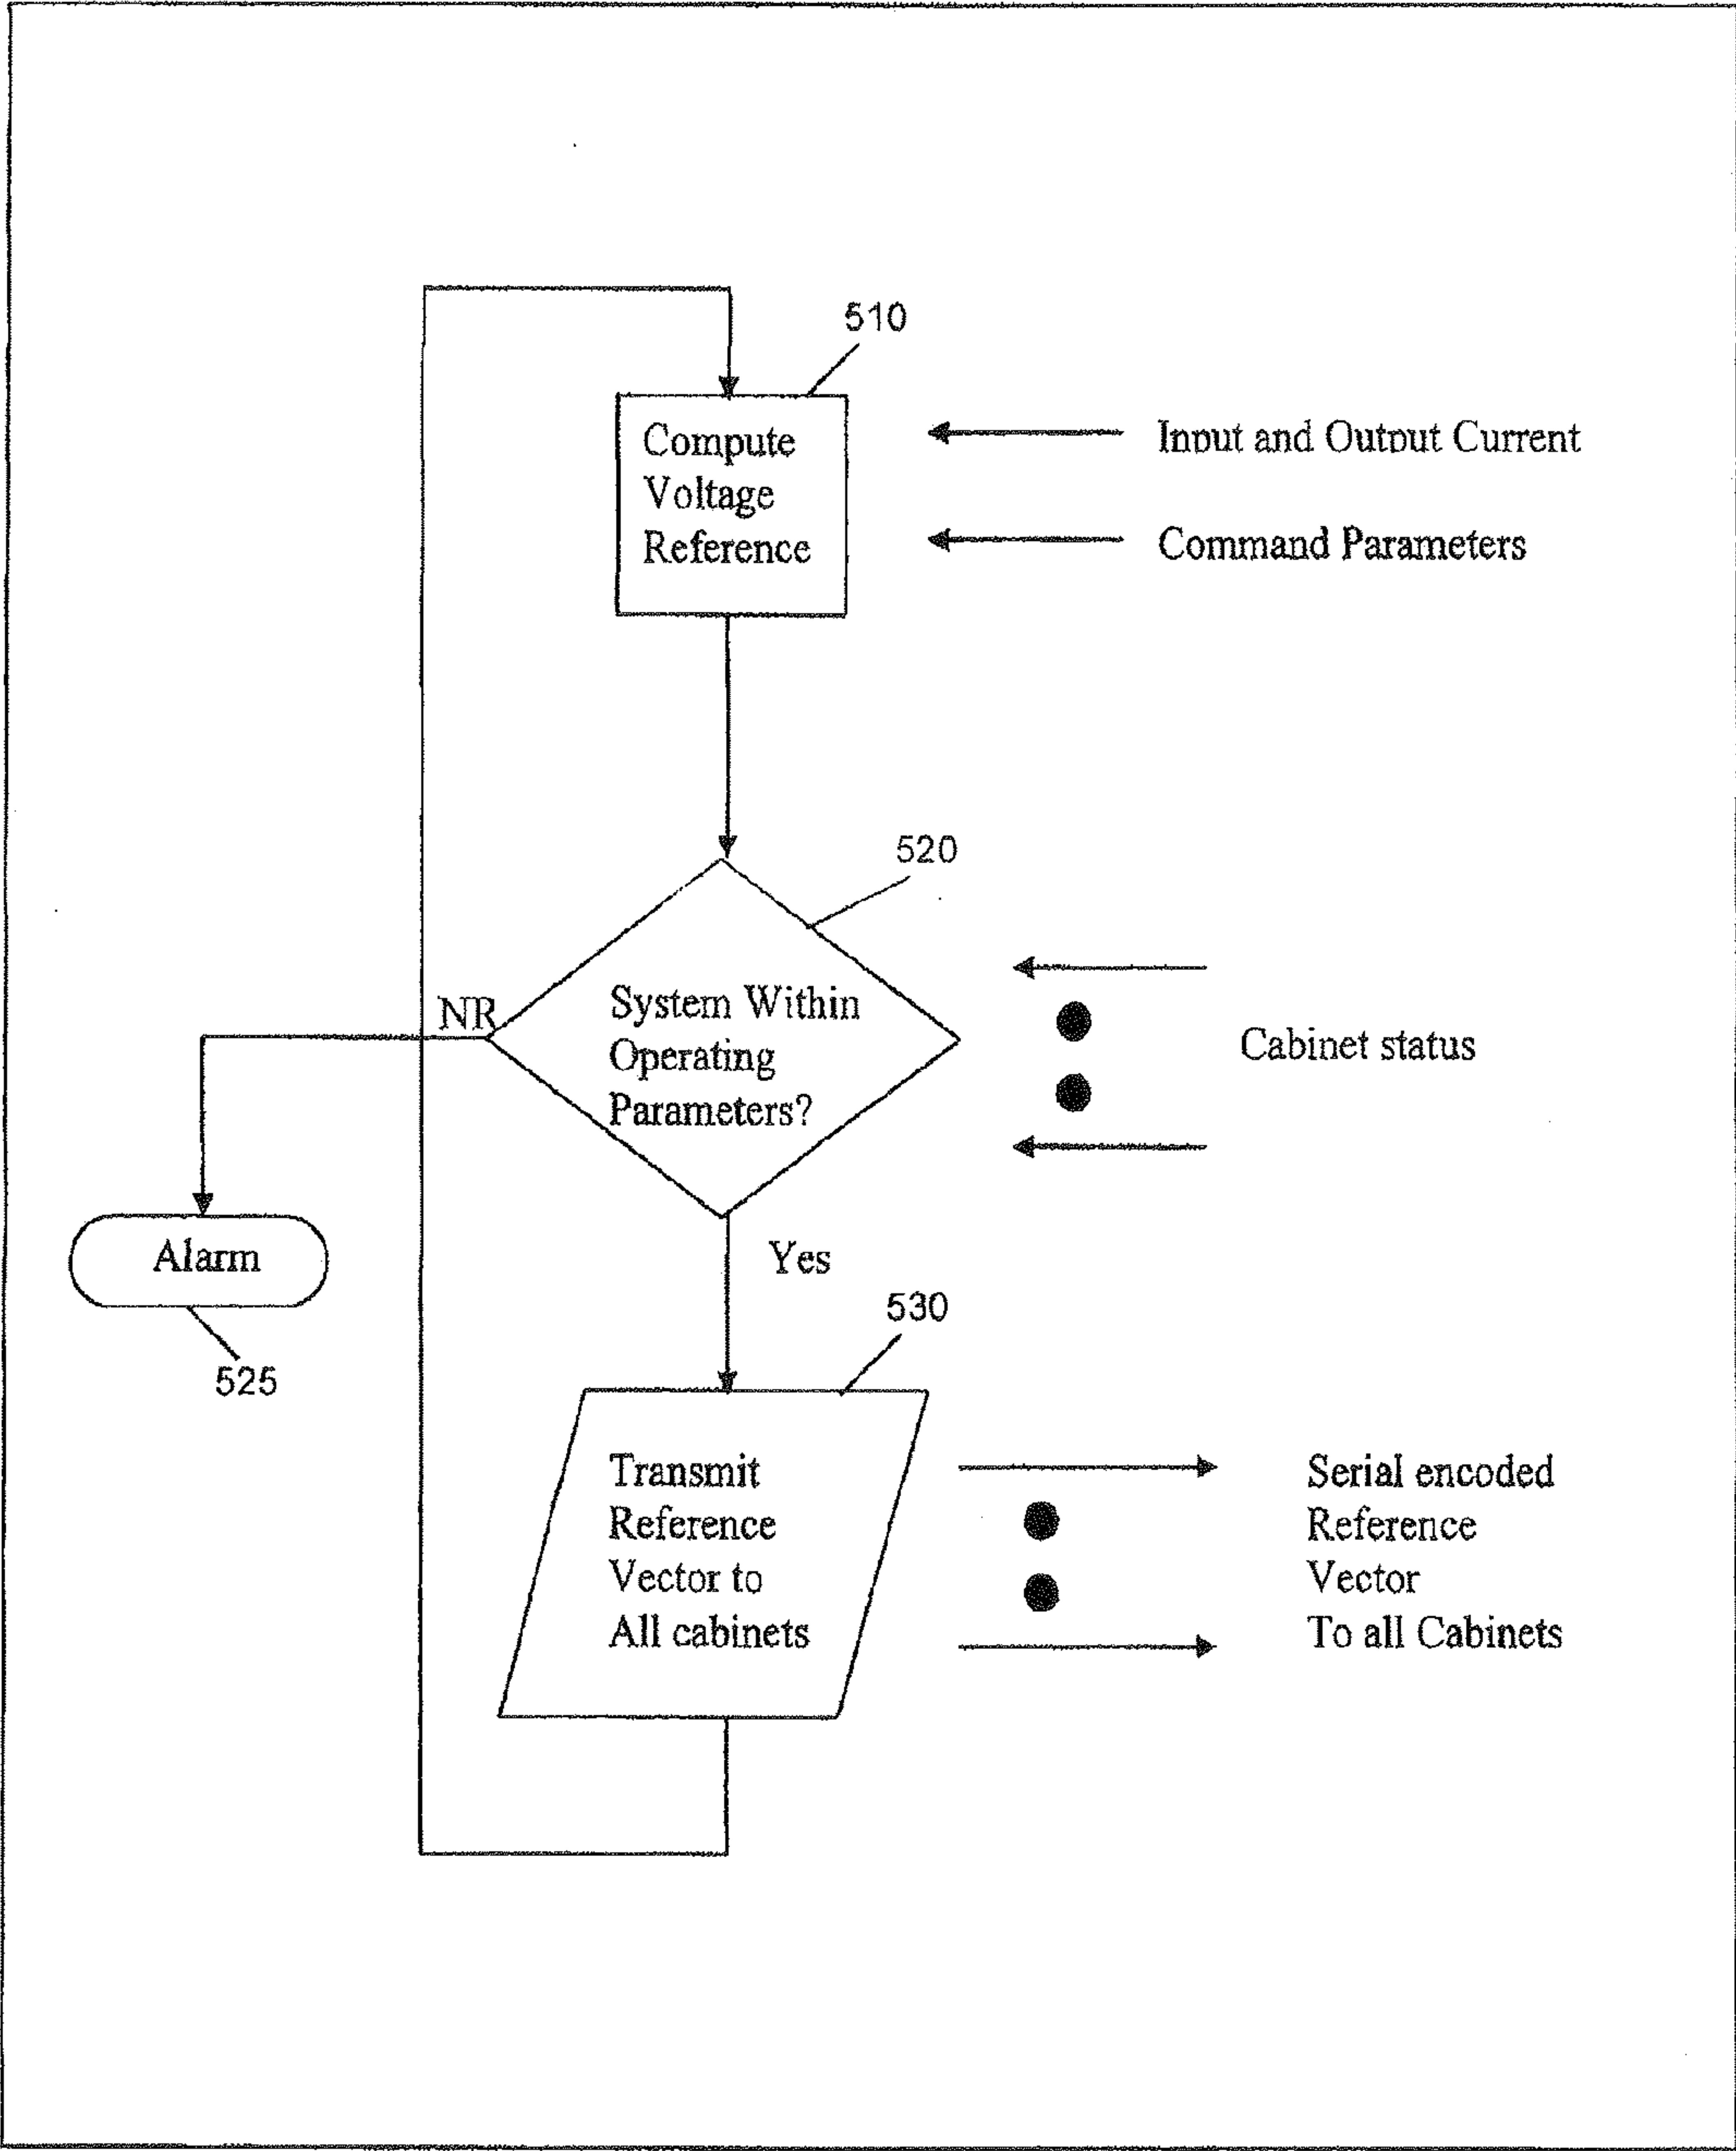 510
Compute
Voltage
Reference
Input and Output Current
Command Parameters
520
System Within
Operating
Parameters?
NR
Cabinet status
Alarm
525
Yes
530
Transmit
Reference
Vector to
All cabinets
Serial encoded
Reference
Vector
To all Cabinets